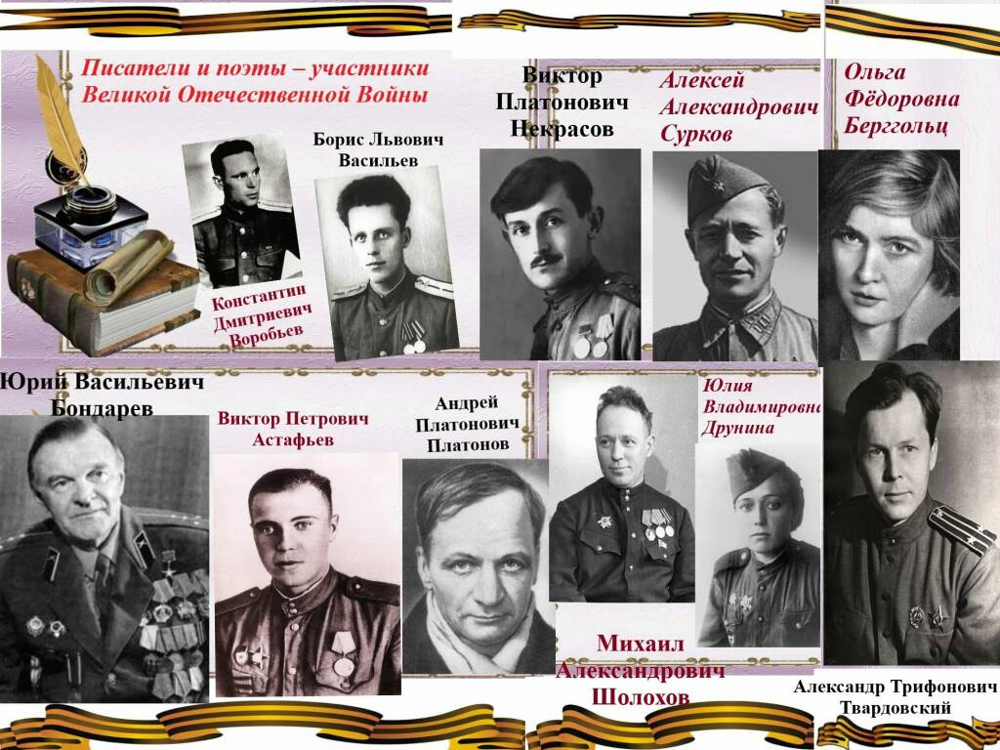 Писатели и поэты – участники
Великой Отечественной Войны
Константин
Дмитриевич
Воробьев
Борис Львович
Васильев
Виктор
Платонович
Некрасов
Алексей
Александрович
Сурков
Ольга
Фёдоровна
Берггольц
Юрий Васильевич
Бондарев
Виктор Петрович
Астафьев
Андрей
Платонович
Платонов
Михаил
Александрович
Шолохов
Юлия
Владимировна
Друнина
Александр Трифонович
Твардовский